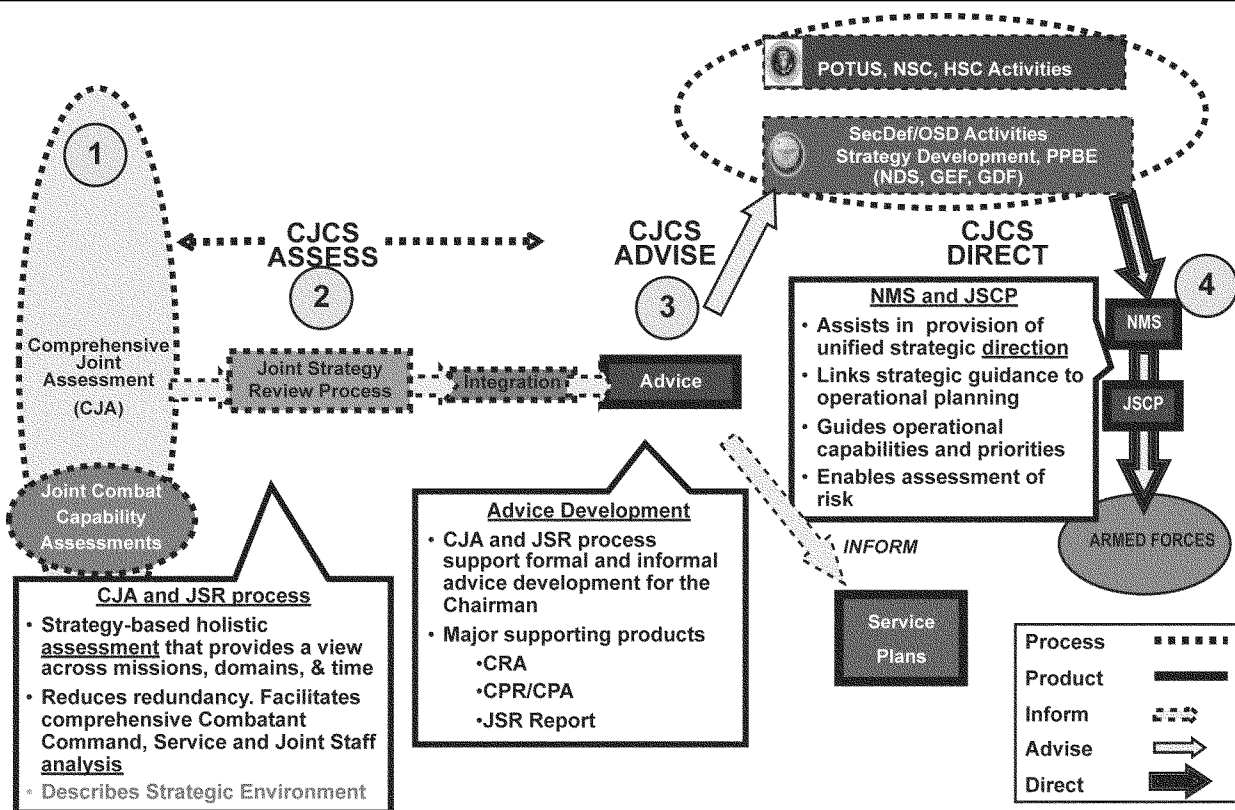 POTUS, NSC, HSC Activities
SecDef/OSD Activities
Strategy Development, PPBE
(NDS, GEF, GDF)
1
CJCS
ASSESS
2
CJCS
ADVISE
3
CJCS
DIRECT
4
Comprehensive
Joint
Assessment
(CJA)
Joint Strategy
Review Process
Integration
Advice
NMS and JSCP
• Assists in provision of
unified strategic direction
• Links strategic guidance to
operational planning
• Guides operational
capabilities and priorities
• Enables assessment of
risk
NMS
JSCP
ARMED FORCES
Joint Combat
Capability
Assessments
CJA and JSR process
• Strategy-based holistic
assessment that provides a view
across missions, domains, & time
• Reduces redundancy. Facilitates
comprehensive Combatant
Command, Service and Joint Staff
analysis
• Describes Strategic Environment
Advice Development
• CJA and JSR process
support formal and informal
advice development for the
Chairman
• Major supporting products
•CRA
•CPR/CPA
•JSR Report
INFORM
Service
Plans
Process
Product
Inform
Advise
Direct